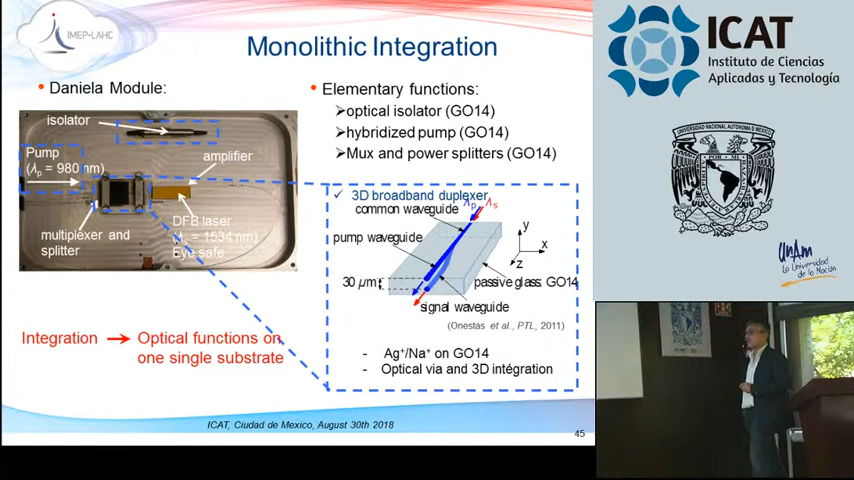 IMEP-LAHC
Monolithic Integration
• Daniela Module:
isolator
Pump
(λp = 980 nm)
amplifier
DFB laser
= 1534 nm)
Eye safe
multiplexer and
splitter
Integration → Optical functions on
one single substrate
• Elementary functions:
➢optical isolator (GO14)
➢hybridized pump (GO14)
➢Mux and power splitters (GO14)
✓ 3D broadband duplexer
λp λs
common waveguide
pump waveguide
y
x
z
30 µm
passive glass: GO14
signal waveguide
(Onestas et al., PTL, 2011)
- Ag⁺/Na⁺ on GO14
- Optical via and 3D intégration
ICAT, Ciudad de Mexico, August 30th 2018
45
ICAT
Instituto de Ciencias
Aplicadas y Tecnología
UNAM
La Universidad
de la Nación